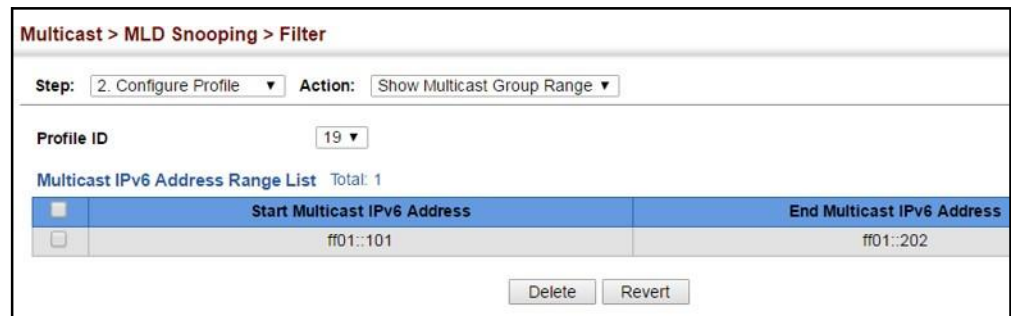 Multicast > MLD Snooping > Filter
Step: 2. Configure Profile Action: Show Multicast Group Range
Profile ID 19
Multicast IPv6 Address Range List Total: 1
Start Multicast IPv6 Address End Multicast IPv6 Address
ff01::101 ff01::202
Delete Revert